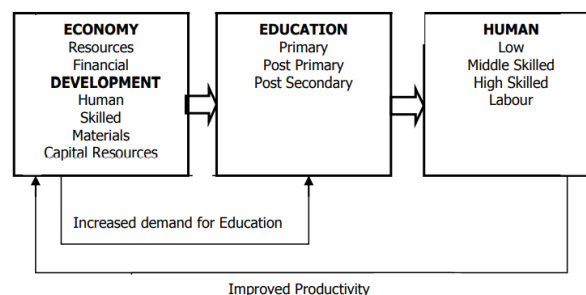 ECONOMY
Resources
Financial
DEVELOPMENT
Human
Skilled
Materials
Capital Resources
EDUCATION
Primary
Post Primary
Post Secondary
HUMAN
Low
Middle Skilled
High Skilled
Labour
Increased demand for Education
Improved Productivity